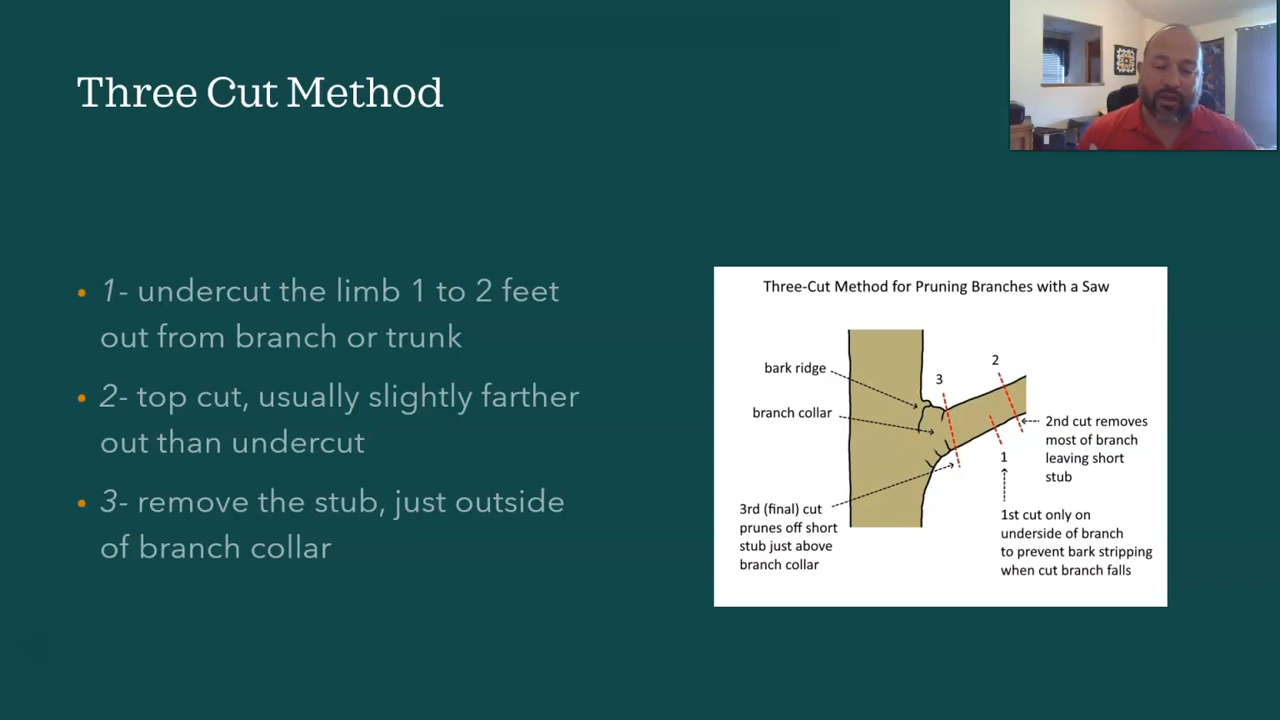 Three Cut Method
1- undercut the limb 1 to 2 feet
out from branch or trunk
2- top cut, usually slightly farther
out than undercut
3- remove the stub, just outside
of branch collar
Three-Cut Method for Pruning Branches with a Saw
bark ridge
branch collar
3
2
2nd cut removes
most of branch
leaving short
stub
1
3rd (final) cut
prunes off short
stub just above
branch collar
1st cut only on
underside of branch
to prevent bark stripping
when cut branch falls